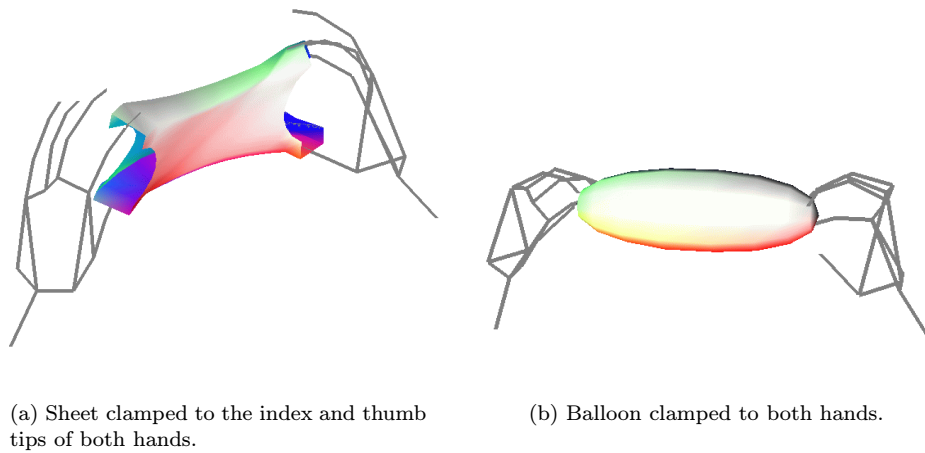 (a) Sheet clamped to the index and thumb
tips of both hands.
(b) Balloon clamped to both hands.